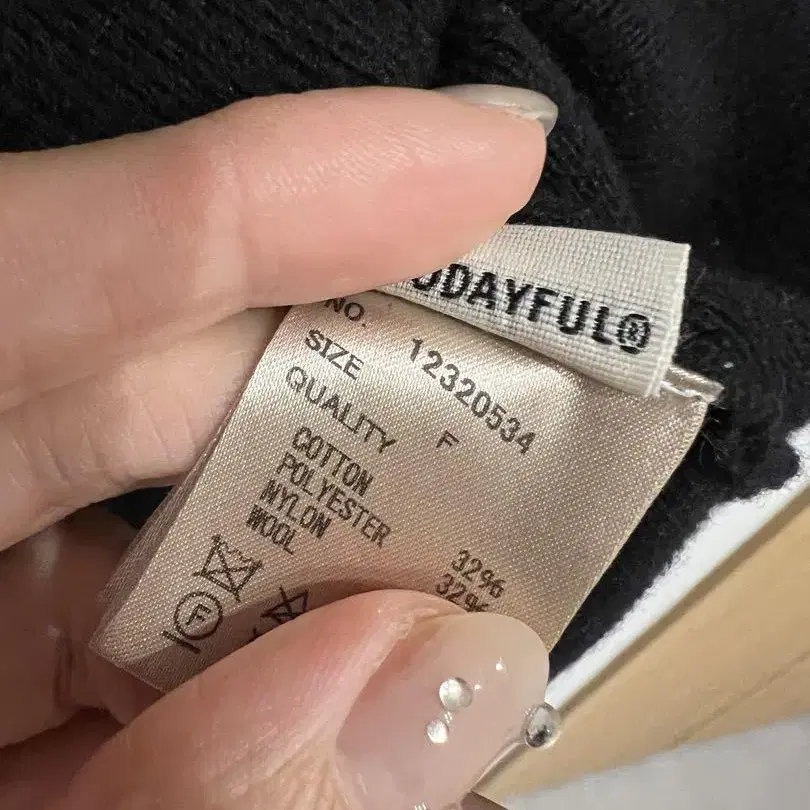 ODAYFUL®
NO. 12320534
SIZE F
QUALITY
COTTON 32%
POLYESTER 32%
NYLON
WOOL
F